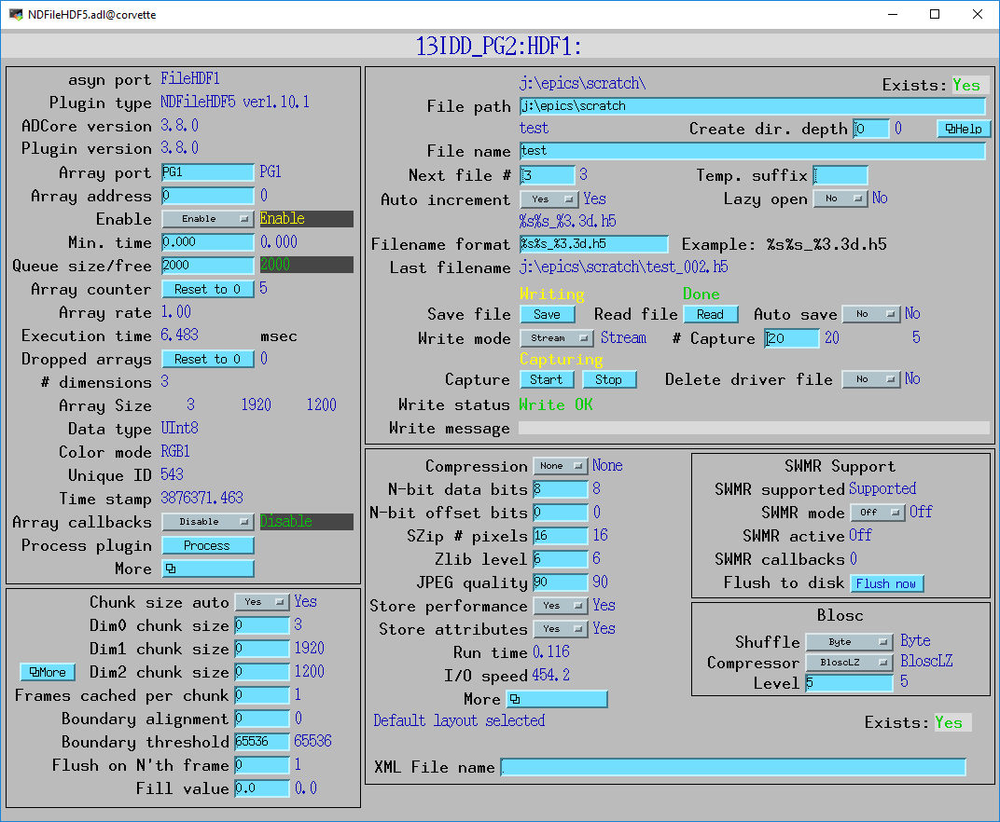 NDFileHDF5.adl@corvette
13IDD_PG2:HDF1:
asyn port FileHDF1
Plugin type NDFileHDF5 ver1.10.1
ADCore version 3.8.0
Plugin version 3.8.0
Array port PG1 PG1
Array address 0 0
Enable Enable Enable
Min. time 0.000 0.000
Queue size/free 2000 2000
Array counter Reset to 0 5
Array rate 1.00
Execution time 6.483 msec
Dropped arrays Reset to 0 0
# dimensions 3
Array Size 3 1920 1200
Data type UInt8
Color mode RGB1
Unique ID 543
Time stamp 3876371.463
Array callbacks Disable Disable
Process plugin Process
More
Chunk size auto Yes Yes
Dim0 chunk size 0 3
Dim1 chunk size 0 1920
More Dim2 chunk size 0 1200
Frames cached per chunk 0 1
Boundary alignment 0 0
Boundary threshold 65536 65536
Flush on N'th frame 0 1
Fill value 0.0 0.0
j:\epics\scratch\ Exists: Yes
File path j:\epics\scratch
test Create dir. depth 0 0 Help
File name test
Next file # 3 3 Temp. suffix
Auto increment Yes Yes Lazy open No No
%s%s_%3.3d.h5
Filename format %s%s_%3.3d.h5 Example: %s%s_%3.3d.h5
Last filename j:\epics\scratch\test_002.h5
Writing Done
Save file Save Read file Read Auto save No No
Write mode Stream Stream # Capture 20 20 5
Capturing
Capture Start Stop Delete driver file No No
Write status Write OK
Write message
Compression None None
N-bit data bits 8 8
N-bit offset bits 0 0
SZip # pixels 16 16
Zlib level 6 6
JPEG quality 90 90
Store performance Yes Yes
Store attributes Yes Yes
Run time 0.116
I/O speed 454.2
More
SWMR Support
SWMR supported Supported
SWMR mode Off Off
SWMR active Off
SWMR callbacks 0
Flush to disk Flush now
Blosc
Shuffle Byte Byte
Compressor BloscLZ BloscLZ
Level 5 5
Default layout selected Exists: Yes
XML File name